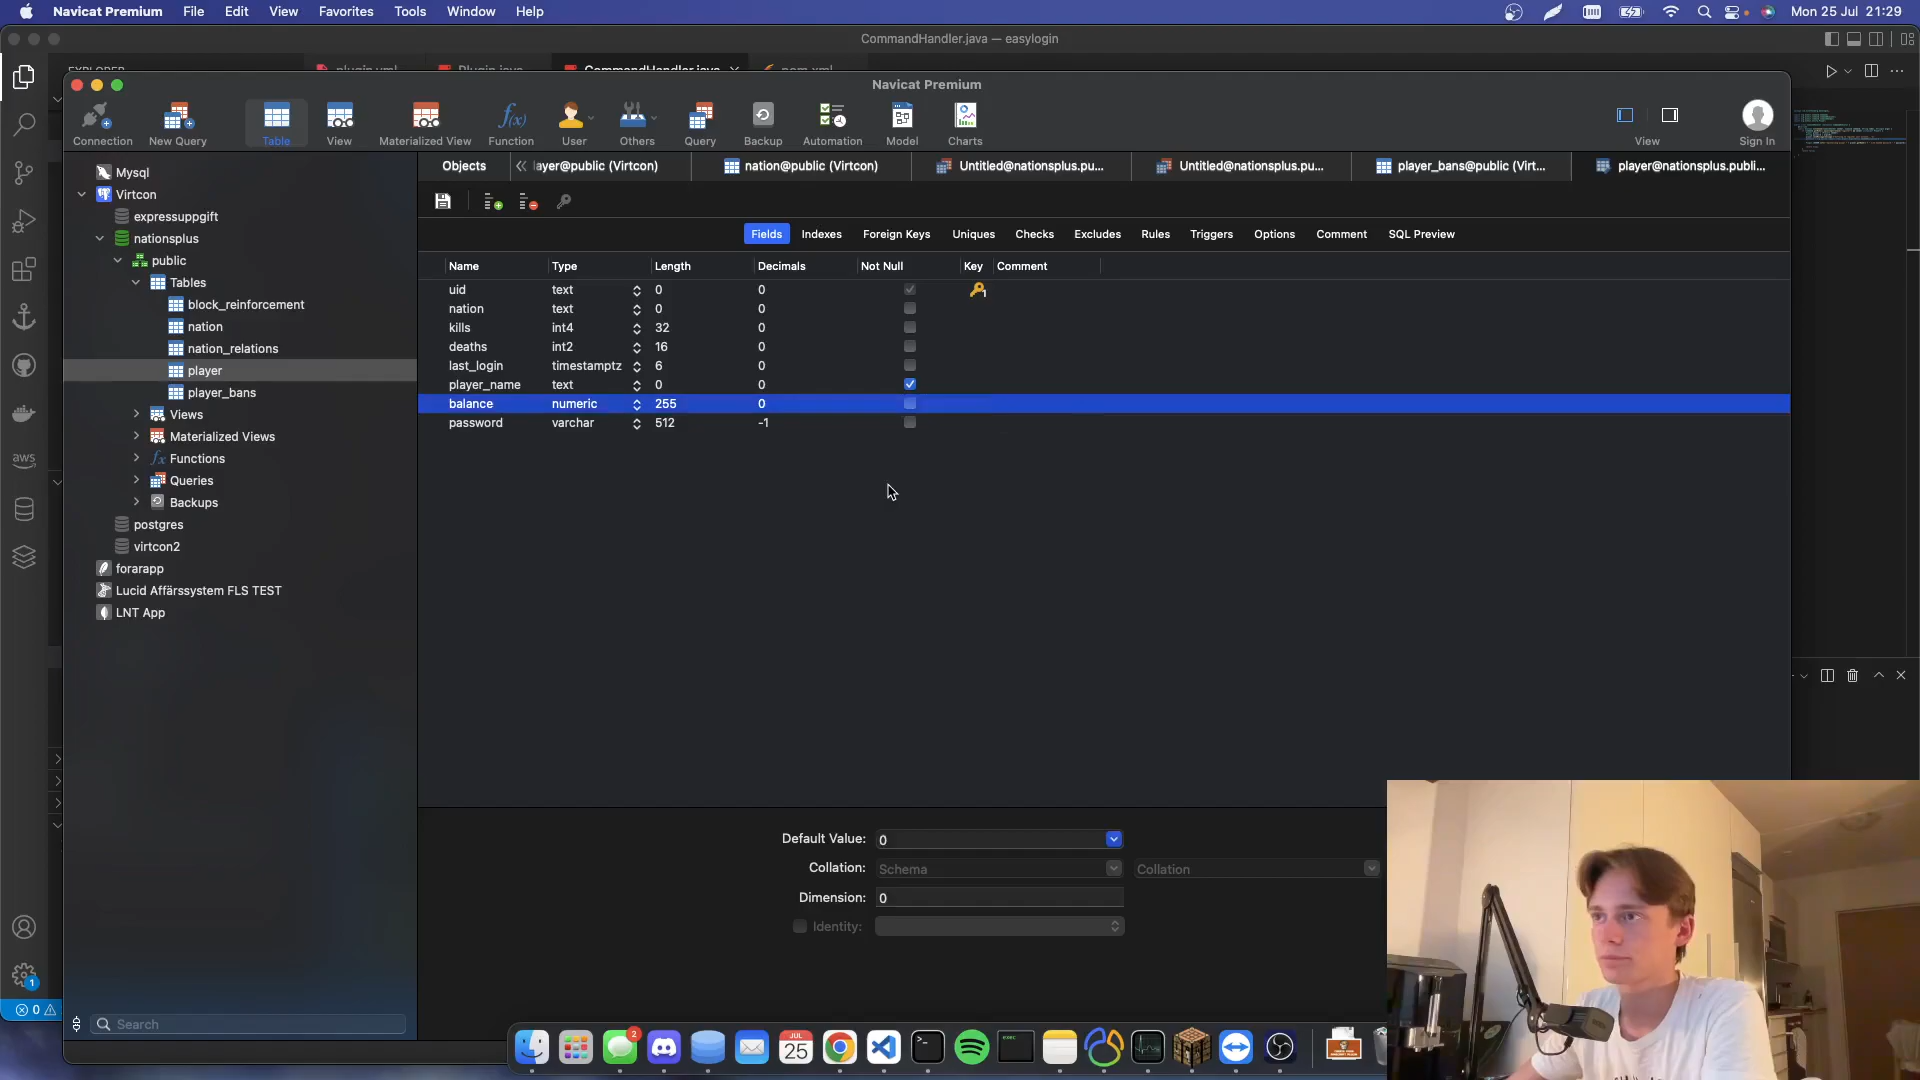 Navicat Premium File Edit View Favorites Tools Window Help Mon 25 Jul 21:29
CommandHandler.java — easylogin
Navicat Premium
Connection New Query Table View Materialized View Function User Others Query Backup Automation Model Charts View Sign In
Objects ayer@public (Virtcon) nation@public (Virtcon) Untitled@nationsplus.pu... Untitled@nationsplus.pu... player_bans@public (Virt... player@nationsplus.publi...
Fields Indexes Foreign Keys Uniques Checks Excludes Rules Triggers Options Comment SQL Preview
Mysql
Virtcon
expressuppgift
nationsplus
public
Tables
block_reinforcement
nation
nation_relations
player
player_bans
Views
Materialized Views
Functions
Queries
Backups
postgres
virtcon2
forarapp
Lucid Affärssystem FLS TEST
LNT App
Search
Name Type Length Decimals Not Null Key Comment
uid text 0 0 1
nation text 0 0
kills int4 32 0
deaths int2 16 0
last_login timestamptz 6 0
player_name text 0 0
balance numeric 255 0
password varchar 512 -1
Default Value: 0
Collation: Schema Collation
Dimension: 0
Identity:
aws
1
0
2
JUL
25